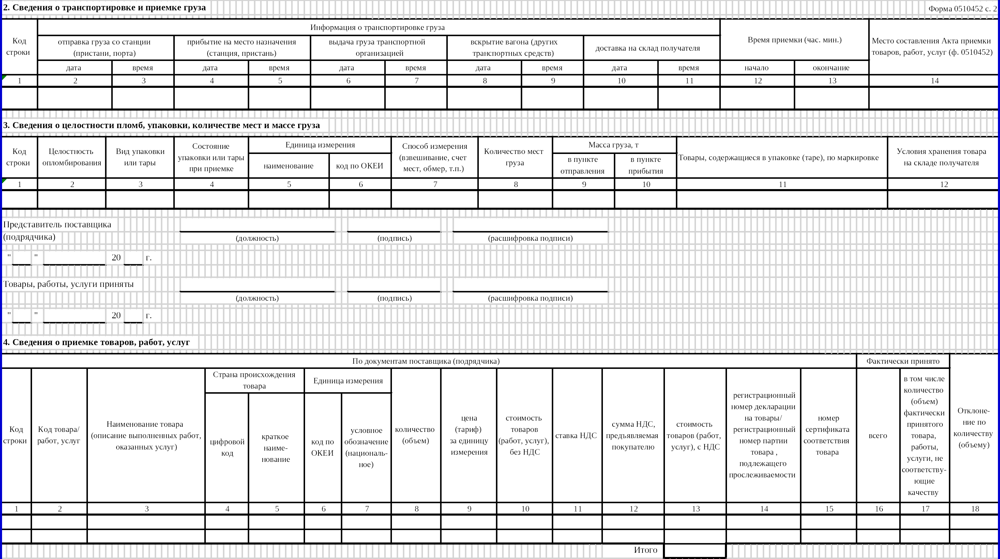 2. Сведения о транспортировке и приемке груза
Форма 0510452 с. 2
Код
строки
Информация о транспортировке груза
отправка груза со станции
(пристани, порта)
прибытие на место назначения
(станция, пристань)
выдача груза транспортной
организацией
вскрытие вагона (других
транспортных средств)
доставка на склад получателя
Время приемки (час. мин.)
Место составления Акта приемки
товаров, работ, услуг (ф. 0510452)
дата время дата время дата время дата время дата время начало окончание
1 2 3 4 5 6 7 8 9 10 11 12 13 14
3. Сведения о целостности пломб, упаковки, количестве мест и массе груза
Код
строки
Целостность
опломбирования
Вид упаковки
или тары
Состояние
упаковки или тары
при приемке
Единица измерения
наименование код по ОКЕИ
Способ измерения
(взвешивание, счет
мест, обмер, т.п.)
Количество мест
груза
Масса груза, т
в пункте
отправления
в пункте
прибытия
Товары, содержащиеся в упаковке (таре), по маркировке
Условия хранения товара
на складе получателя
1 2 3 4 5 6 7 8 9 10 11 12
Представитель поставщика
(подрядчика)
(должность) (подпись) (расшифровка подписи)
" " 20 г.
Товары, работы, услуги приняты
(должность) (подпись) (расшифровка подписи)
" " 20 г.
4. Сведения о приемке товаров, работ, услуг
По документам поставщика (подрядчика)
Фактически принято
Код
строки
Код товара/
работ, услуг
Наименование товара
(описание выполненных работ,
оказанных услуг)
Страна происхождения
товара
цифровой
код
краткое
наиме-
нование
Единица измерения
код по
ОКЕИ
условное
обозначение
(националь-
ное)
количество
(объем)
цена
(тариф)
за единицу
измерения
стоимость
товаров
(работ, услуг),
без НДС
ставка НДС
сумма НДС,
предъявляемая
покупателю
стоимость
товаров (работ,
услуг), с НДС
регистрационный
номер декларации
на товары/
регистрационный
номер партии
товара ,
подлежащего
прослеживаемости
номер
сертификата
соответствия
товара
всего
в том числе
количество
(объем)
фактически
принятого
товара,
работы,
услуги, не
соответству-
ющие
качеству
Отклоне-
ние по
количеству
(объему)
1 2 3 4 5 6 7 8 9 10 11 12 13 14 15 16 17 18
Итого